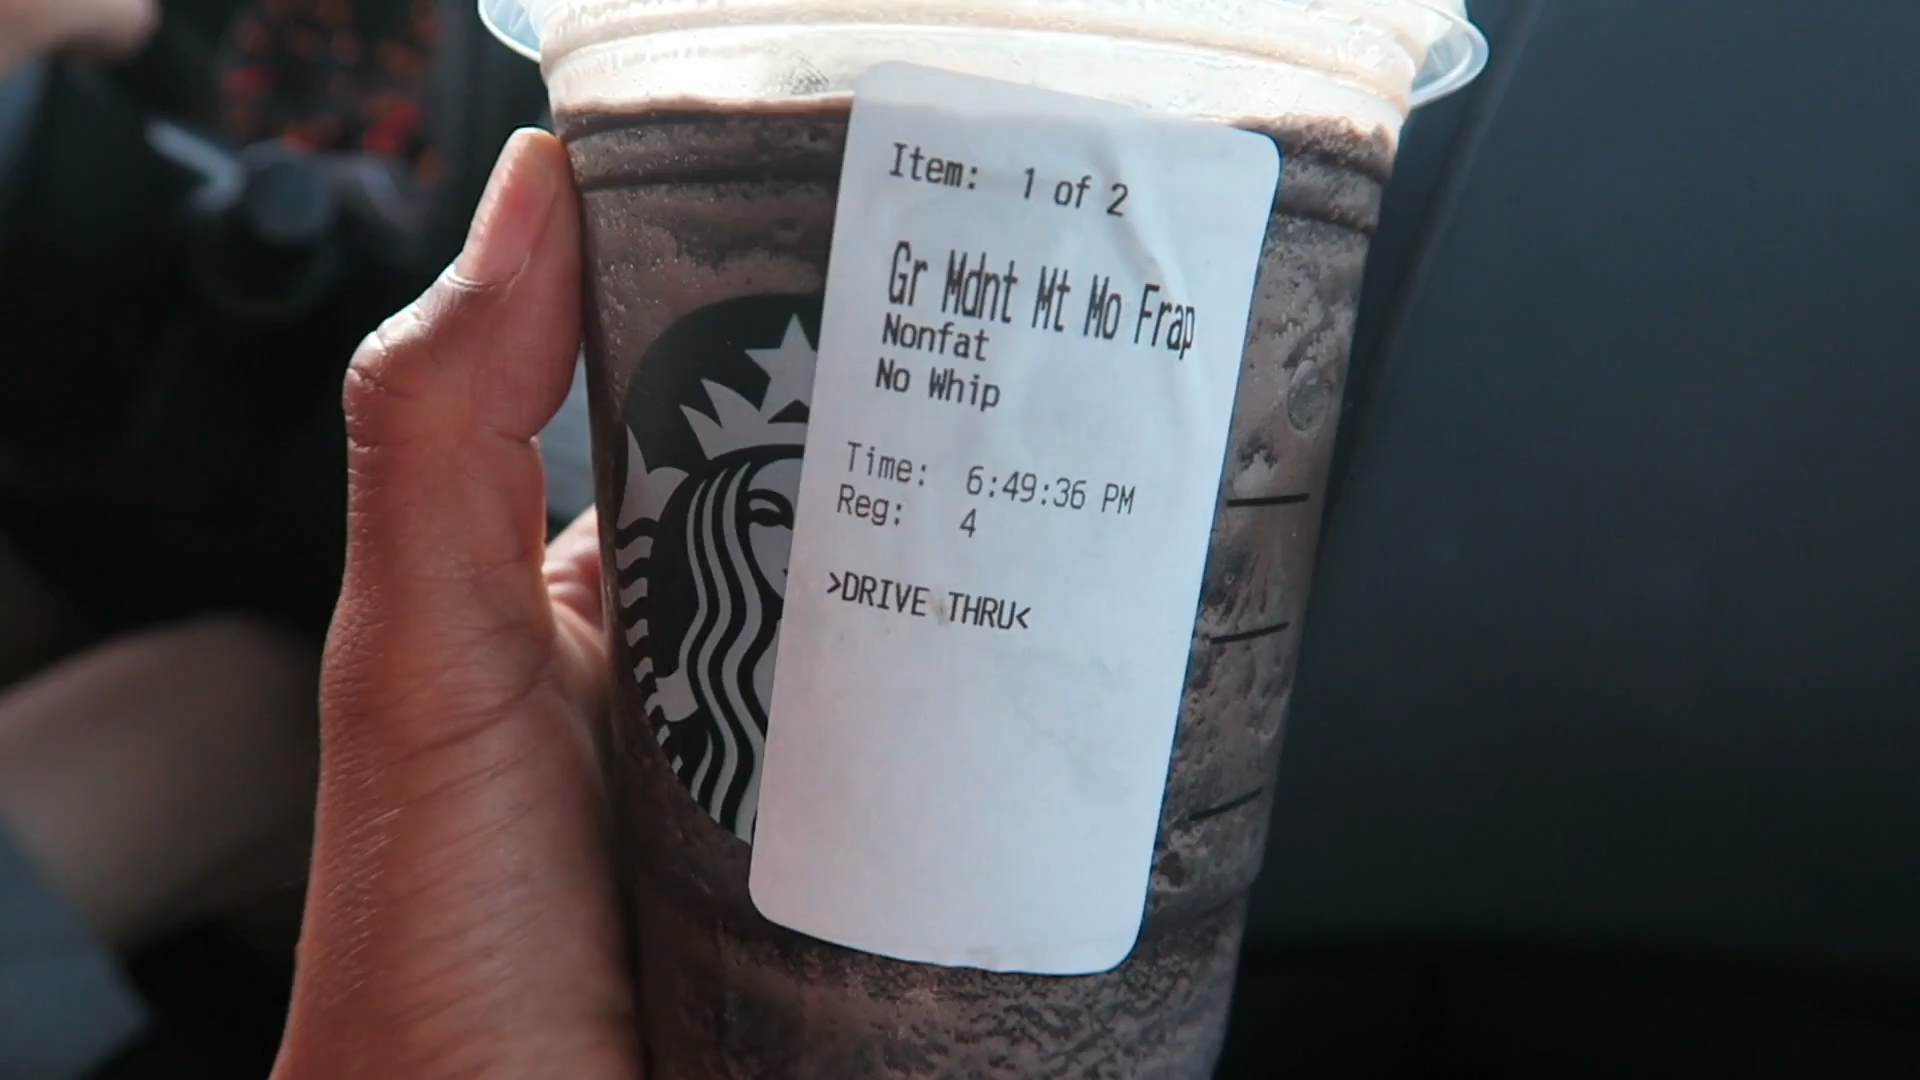 Item: 1 of 2
Gr Mdnt Mt Mo Frap
Nonfat
No Whip
Time: 6:49:36 PM
Reg: 4
>DRIVE THRU<